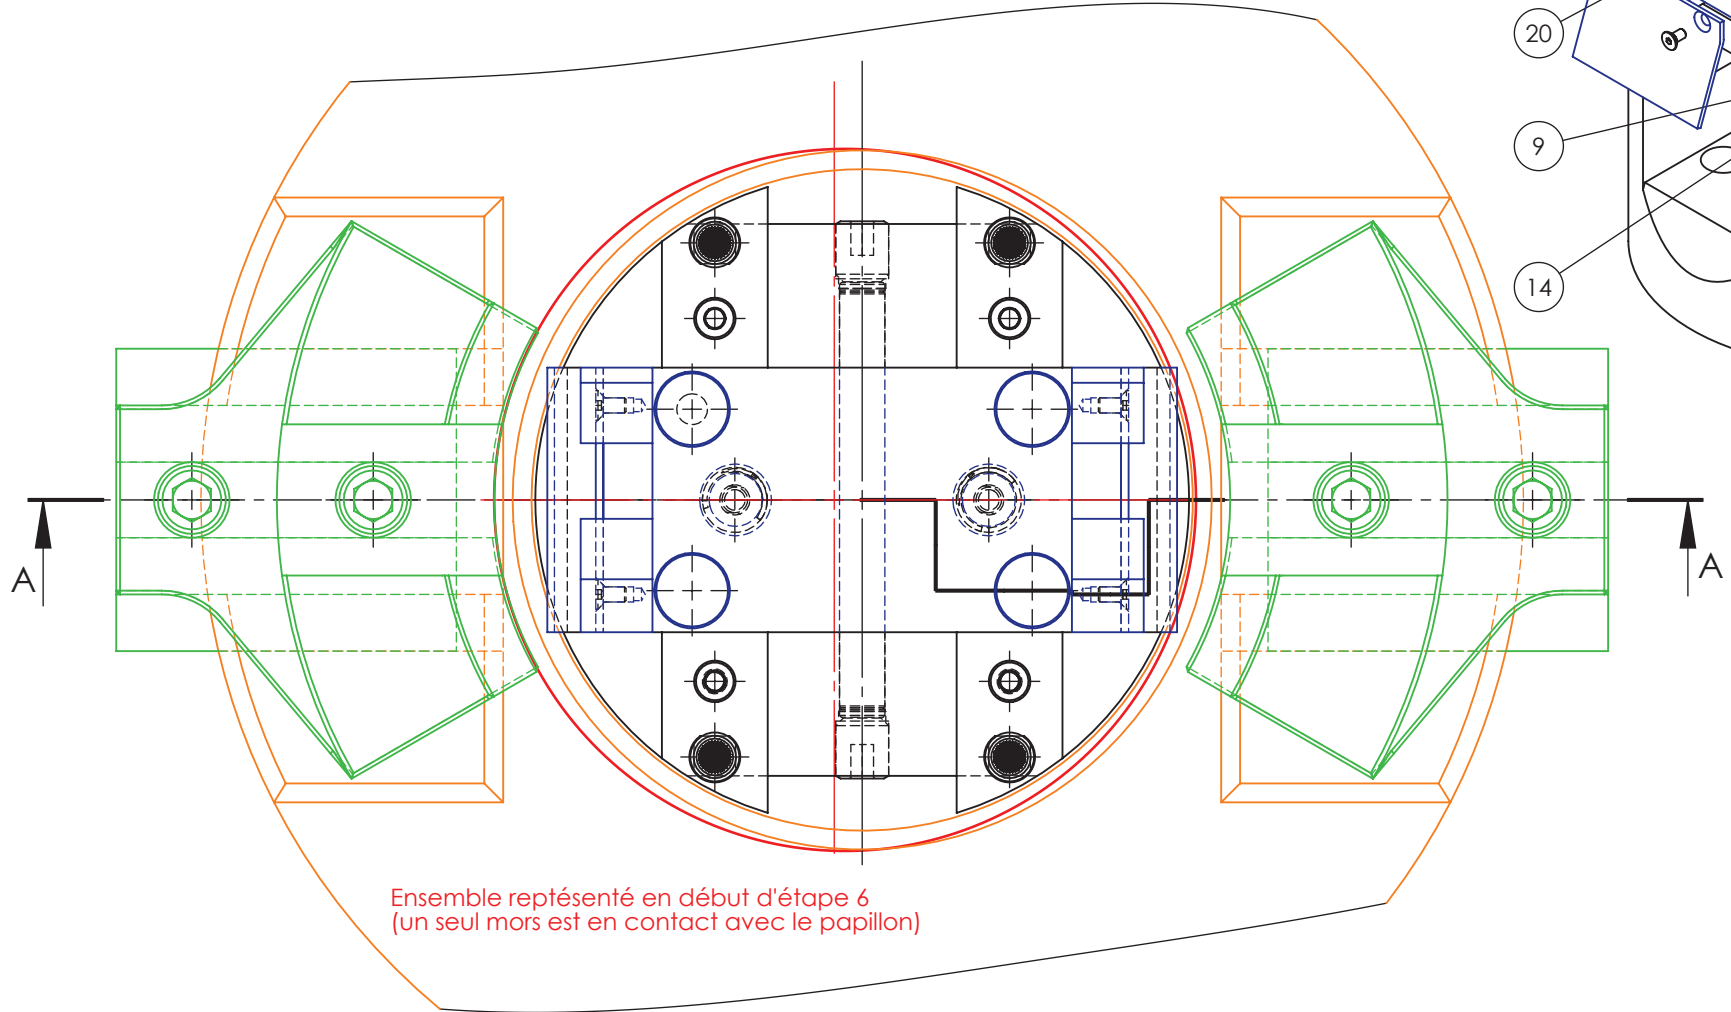 20
9
14
A
A
Ensemble reptésenté en début d'étape 6
(un seul mors est en contact avec le papillon)